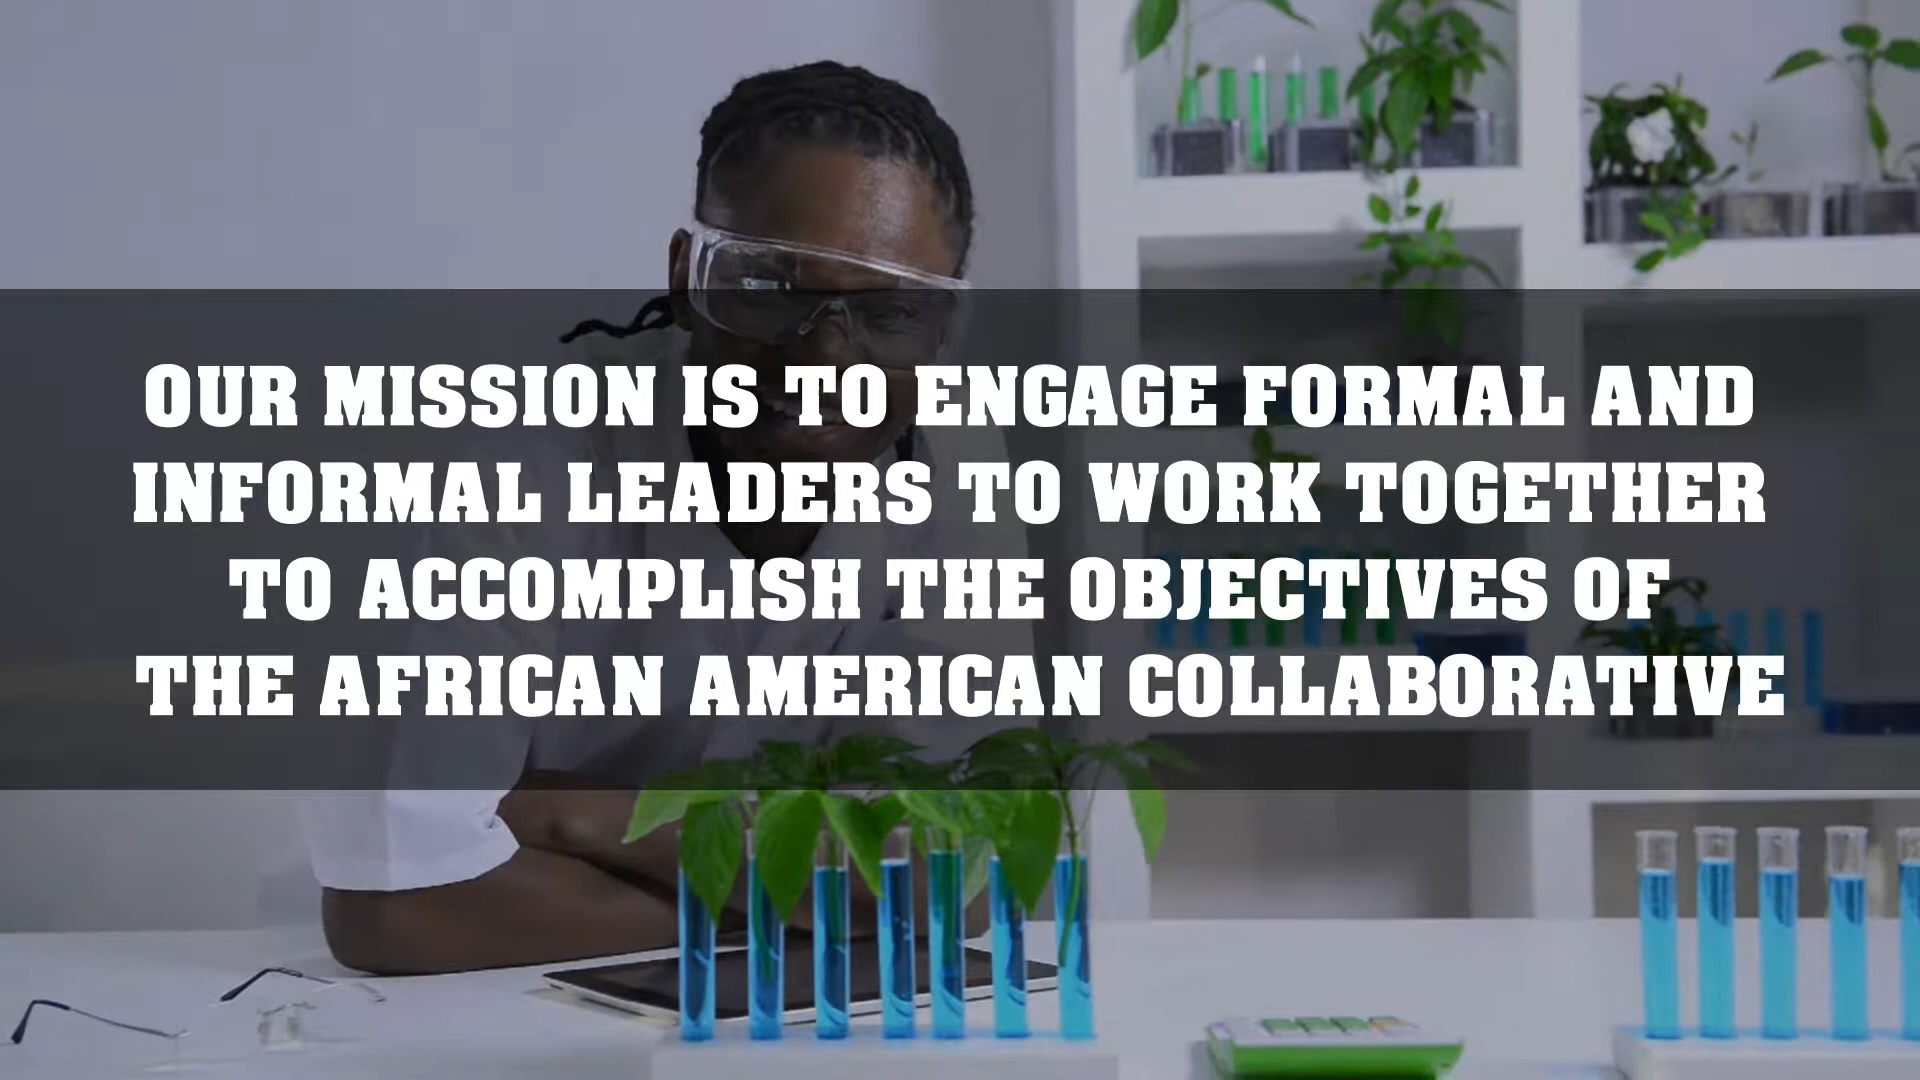 OUR MISSION IS TO ENGAGE FORMAL AND
INFORMAL LEADERS TO WORK TOGETHER
TO ACCOMPLISH THE OBJECTIVES OF
THE AFRICAN AMERICAN COLLABORATIVE